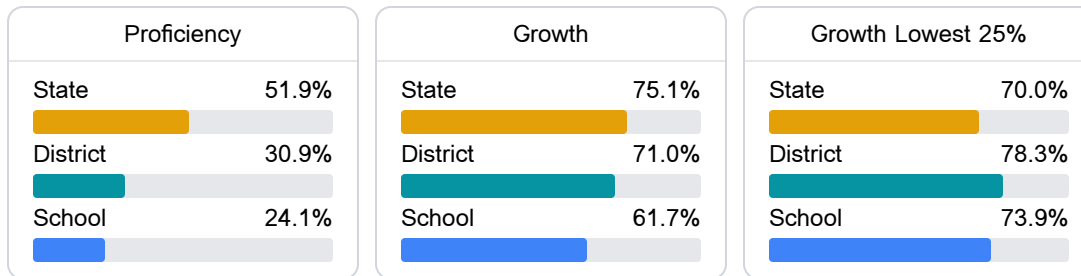 Proficiency
State 51.9%
District 30.9%
School 24.1%
Growth
State 75.1%
District 71.0%
School 61.7%
Growth Lowest 25%
State 70.0%
District 78.3%
School 73.9%